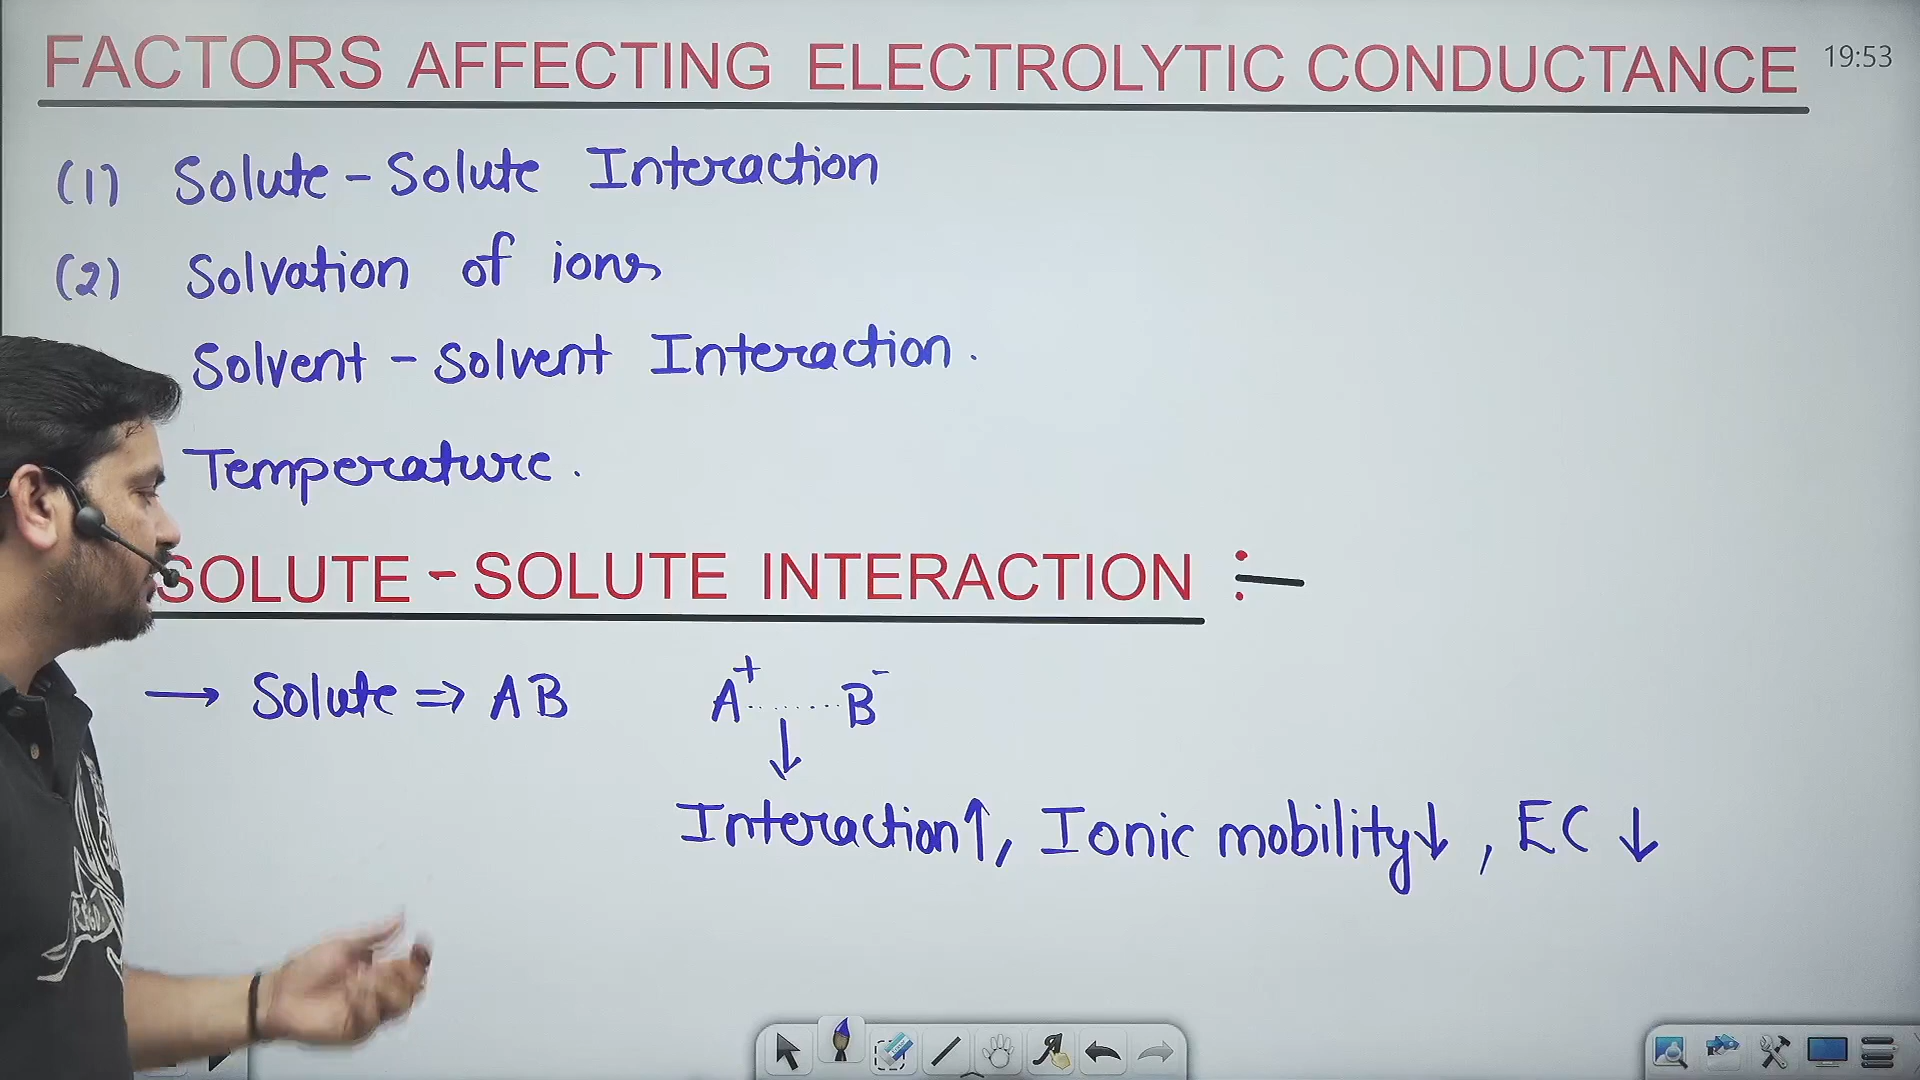 FACTORS AFFECTING ELECTROLYTIC CONDUCTANCE 19:53
(1) Solute - Solute Interaction
(2) Solvation of ions
Solvent - Solvent Interaction.
Temperature.
SOLUTE - SOLUTE INTERACTION :-
→ Solute ⇒ AB A⁺ ....... B⁻
↓
Interaction↑, Ionic mobility↓, EC ↓